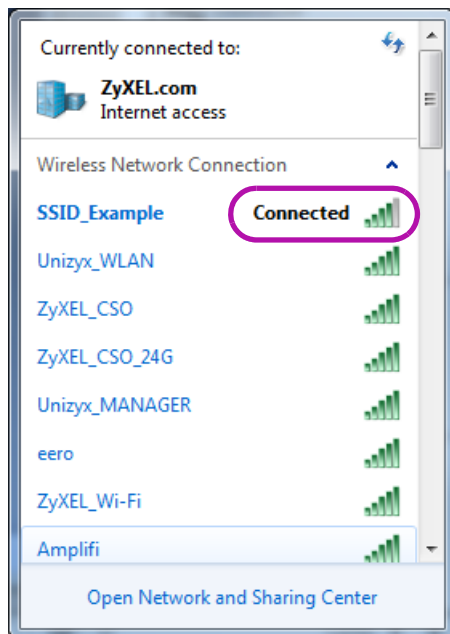 Currently connected to:
ZyXEL.com
Internet access
Wireless Network Connection
SSID_Example Connected
Unizyx_WLAN
ZyXEL_CSO
ZyXEL_CSO_24G
Unizyx_MANAGER
eero
ZyXEL_Wi-Fi
Amplifi
Open Network and Sharing Center